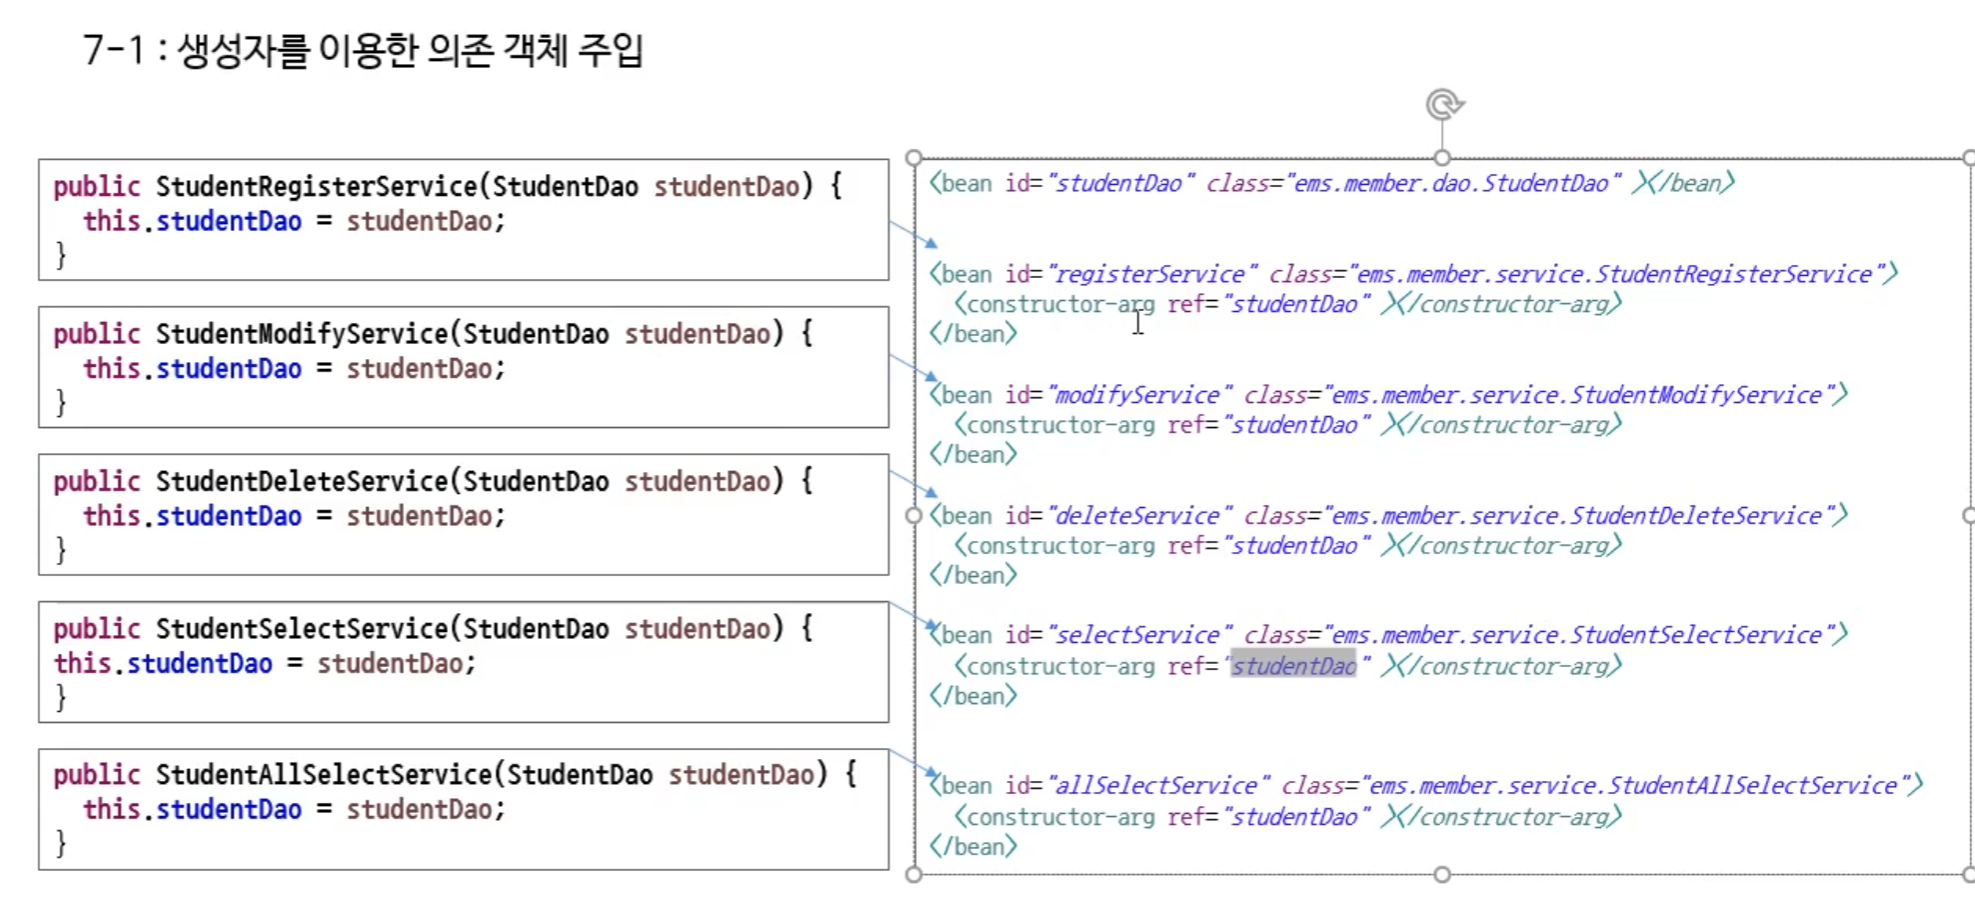 7-1 : 생성자를 이용한 의존 객체 주입
public StudentRegisterService(StudentDao studentDao) {
this.studentDao = studentDao;
}
public StudentModifyService(StudentDao studentDao) {
this.studentDao = studentDao;
}
public StudentDeleteService(StudentDao studentDao) {
this.studentDao = studentDao;
}
public StudentSelectService(StudentDao studentDao) {
this.studentDao = studentDao;
}
public StudentAllSelectService(StudentDao studentDao) {
this.studentDao = studentDao;
}
<bean id="studentDao" class="ems.member.dao.StudentDao" ></bean>
<bean id="registerService" class="ems.member.service.StudentRegisterService">
<constructor-arg ref="studentDao" ></constructor-arg>
</bean>
<bean id="modifyService" class="ems.member.service.StudentModifyService">
<constructor-arg ref="studentDao" ></constructor-arg>
</bean>
<bean id="deleteService" class="ems.member.service.StudentDeleteService">
<constructor-arg ref="studentDao" ></constructor-arg>
</bean>
<bean id="selectService" class="ems.member.service.StudentSelectService">
<constructor-arg ref="studentDao" ></constructor-arg>
</bean>
<bean id="allSelectService" class="ems.member.service.StudentAllSelectService">
<constructor-arg ref="studentDao" ></constructor-arg>
</bean>